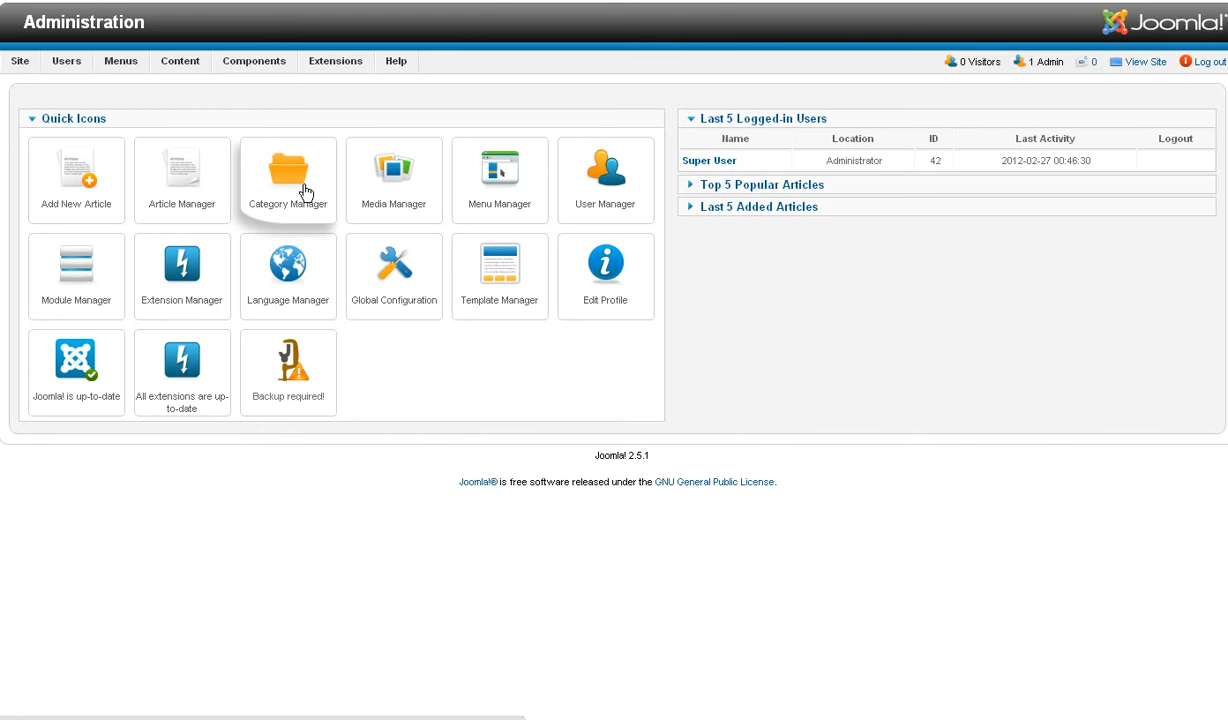 Administration
Joomla!
Site Users Menus Content Components Extensions Help
0 Visitors 1 Admin 0 View Site Log out
Quick Icons
Add New Article
Article Manager
Category Manager
Media Manager
Menu Manager
User Manager
Module Manager
Extension Manager
Language Manager
Global Configuration
Template Manager
Edit Profile
Joomla! is up-to-date
All extensions are up-
to-date
Backup required!
Last 5 Logged-in Users
Name Location ID Last Activity Logout
Super User Administrator 42 2012-02-27 00:46:30
Top 5 Popular Articles
Last 5 Added Articles
Joomla! 2.5.1
Joomla!® is free software released under the GNU General Public License.